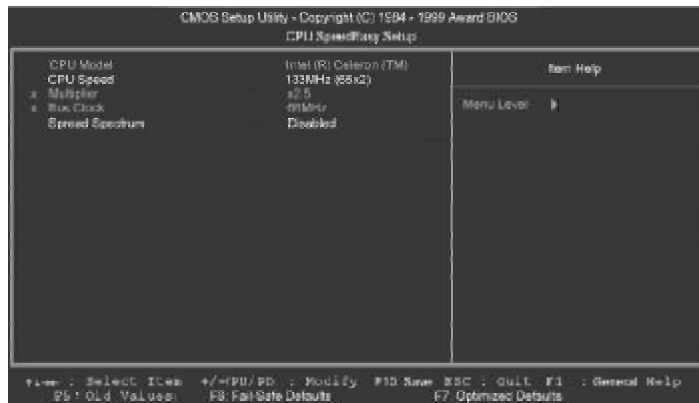 CMOS Setup Utility - Copyright (C) 1984 - 1999 Award BIOS
CPU SpeedEasy Setup
CPU Model Intel (R) Celeron (TM)
CPU Speed 133MHz (66x2)
x Multiplier x2.5
x Bus Clock 66MHz
Spread Spectrum Disabled
Item Help
Menu Level
: Select Item +/-/PU/PD : Modify F10 Save ESC : Quit F1 : General Help
F5 : Old Values F6: Fail-Safe Defaults F7: Optimized Defaults